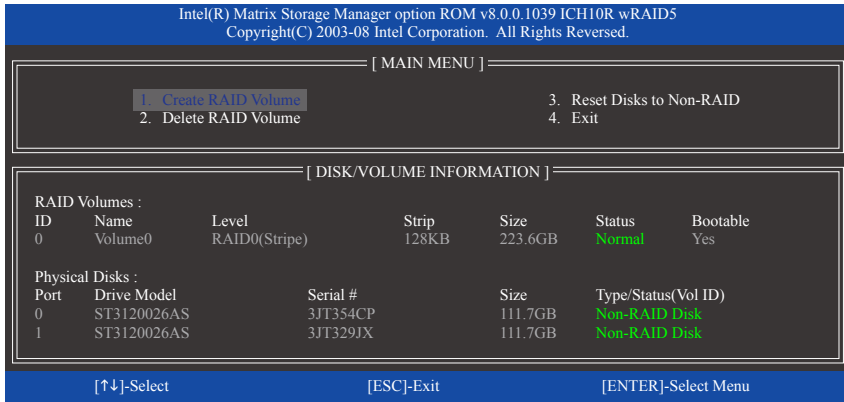 Intel(R) Matrix Storage Manager option ROM v8.0.0.1039 ICH10R wRAID5
Copyright(C) 2003-08 Intel Corporation.  All Rights Reversed.
[ MAIN MENU ]
1. Create RAID Volume 3. Reset Disks to Non-RAID
2. Delete RAID Volume 4. Exit
[ DISK/VOLUME INFORMATION ]
RAID Volumes :
ID Name Level Strip Size Status Bootable
0 Volume0 RAID0(Stripe) 128KB 223.6GB Normal Yes
Physical Disks :
Port Drive Model Serial # Size Type/Status(Vol ID)
0 ST3120026AS 3JT354CP 111.7GB Non-RAID Disk
1 ST3120026AS 3JT329JX 111.7GB Non-RAID Disk
[↑↓]-Select [ESC]-Exit [ENTER]-Select Menu